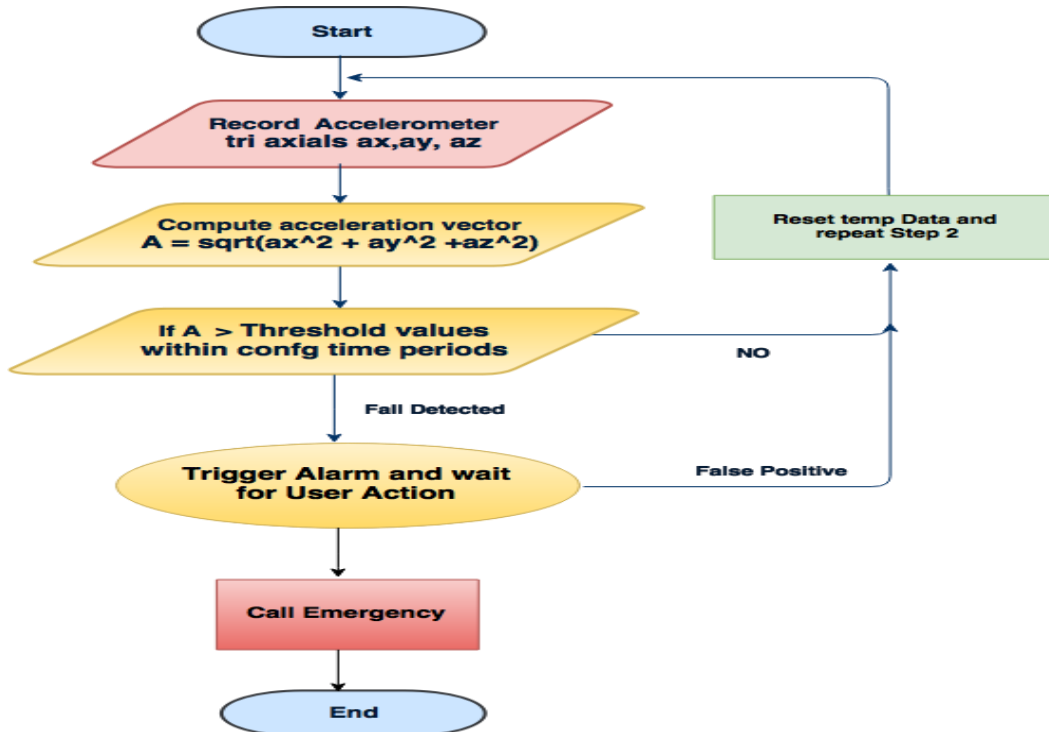 Start
Record Accelerometer
tri axials ax,ay, az
Compute acceleration vector
A = sqrt(ax^2 + ay^2 +az^2)
Reset temp Data and
repeat Step 2
If A > Threshold values
within confg time periods
NO
Fall Detected
Trigger Alarm and wait
for User Action
False Positive
Call Emergency
End